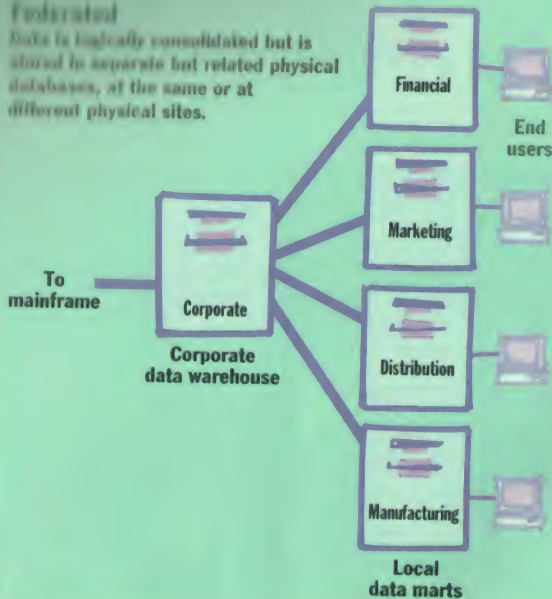 Federated
Data is logically consolidated but is
stored in separate but related physical
databases, at the same or at
different physical sites.
Financial
End
users
Marketing
To
mainframe
Corporate
Corporate
data warehouse
Distribution
Manufacturing
Local
data marts